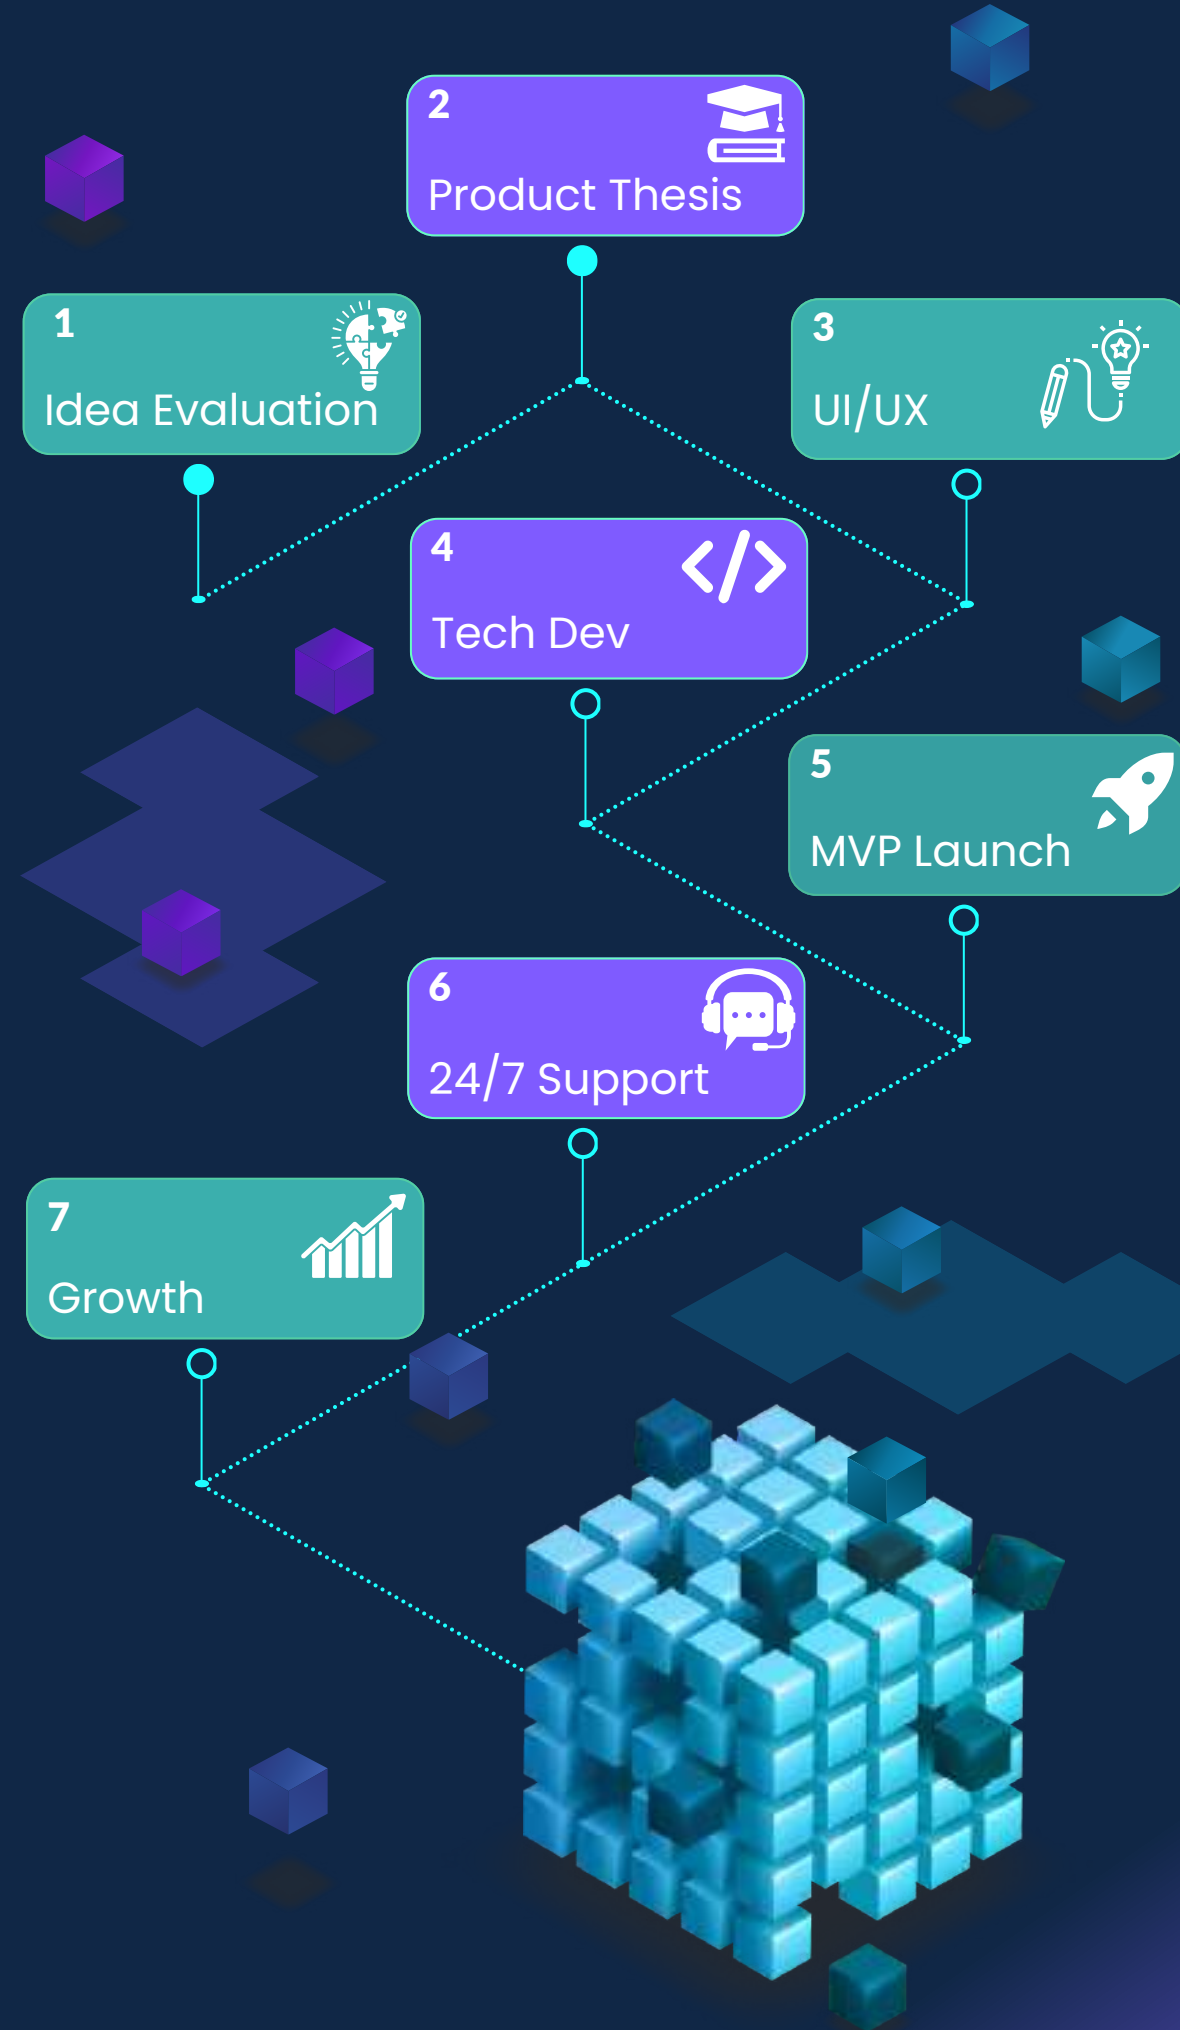 1
Idea Evaluation
2
Product Thesis
3
UI/UX
4
Tech Dev
5
MVP Launch
6
24/7 Support
7
Growth